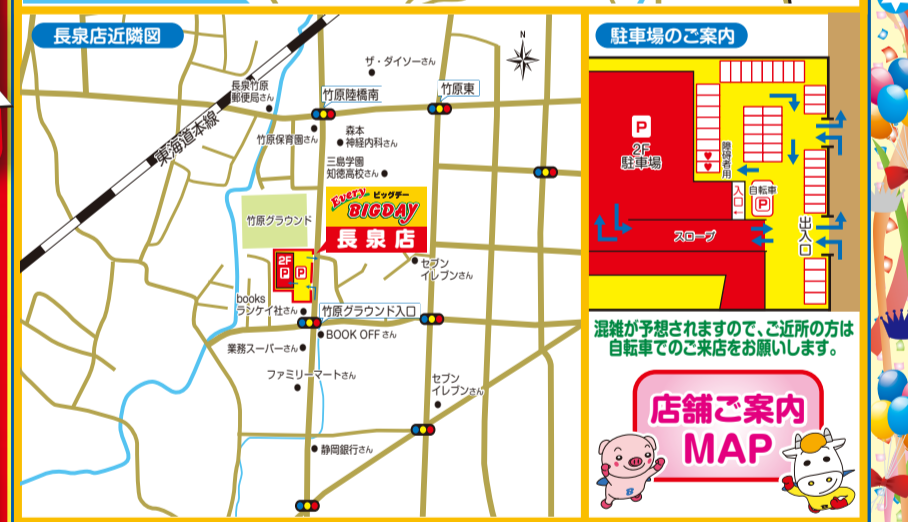 長泉店近隣図
N
ザ・ダイソーさん
長泉竹原
郵便局さん
竹原陸橋南
竹原東
東海道本線
竹原保育園さん
森本
神経内科さん
三島学園
知徳高校さん
竹原グラウンド
Every ビッグデー
BIGDAY
長泉店
2F
P
P
セブン
イレブンさん
books
ランケイ社さん
竹原グラウンド入口
BOOK OFFさん
業務スーパーさん
ファミリーマートさん
セブン
イレブンさん
静岡銀行さん
駐車場のご案内
P
2F
駐車場
障碍者用
入口
自転車
P
スロープ
出入口
混雑が予想されますので、ご近所の方は
自転車でのご来店をお願いします。
店舗ご案内
MAP